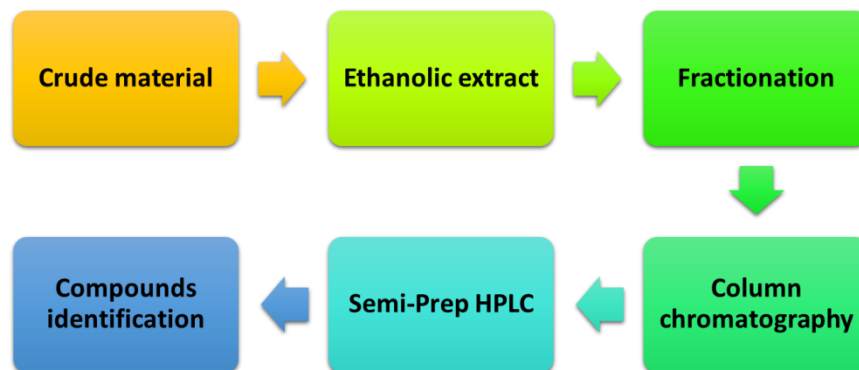 Crude material
Ethanolic extract
Fractionation
Column
chromatography
Semi-Prep HPLC
Compounds
identification